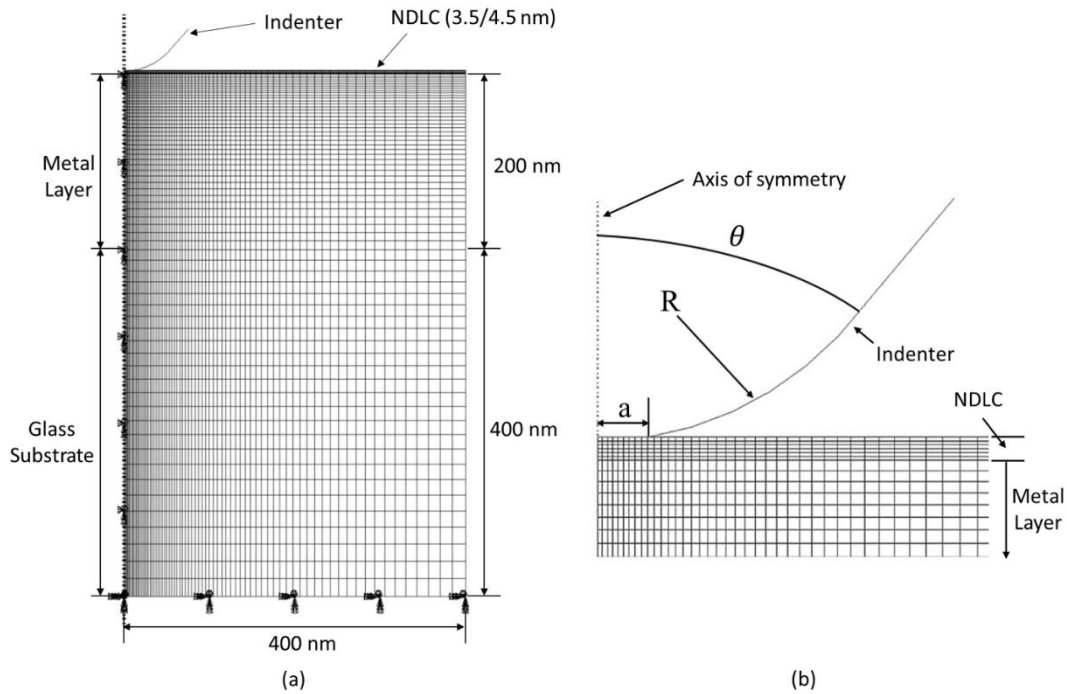 Indenter
NDLC (3.5/4.5 nm)
Metal
Layer
200 nm
Glass
Substrate
400 nm
400 nm
(a)
Axis of symmetry
θ
R
Indenter
a
NDLC
Metal
Layer
(b)